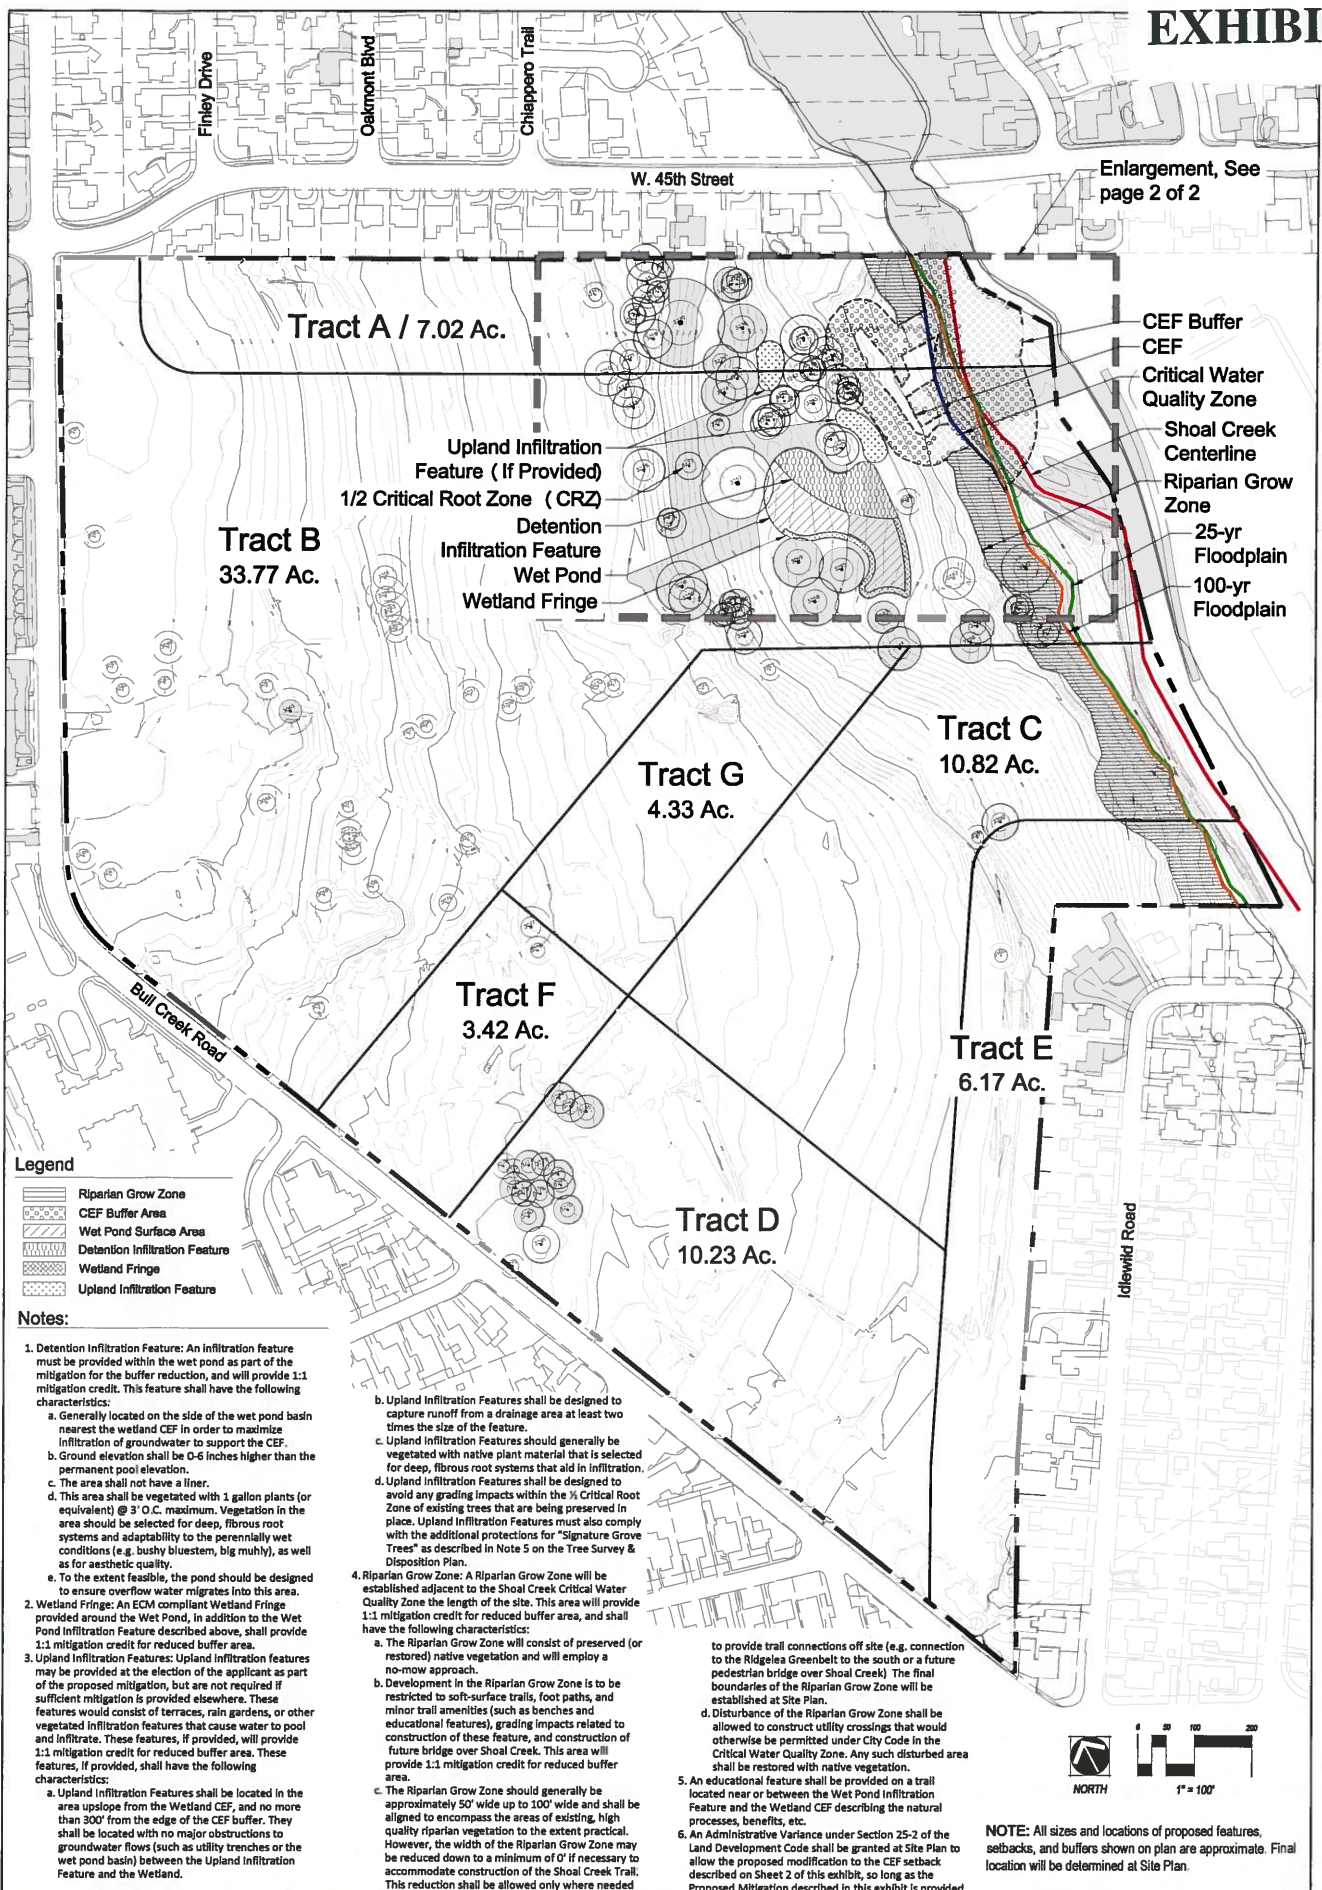 EXHIBI
Finley Drive
Oakmont Blvd
Chiappero Trail
W. 45th Street
Enlargement, See
page 2 of 2
Tract A / 7.02 Ac.
CEF Buffer
CEF
Critical Water
Quality Zone
Shoal Creek
Centerline
Riparian Grow
Zone
25-yr
Floodplain
100-yr
Floodplain
Upland Infiltration
Feature ( If Provided)
1/2 Critical Root Zone ( CRZ)
Detention
Infiltration Feature
Wet Pond
Wetland Fringe
Tract B
33.77 Ac.
Tract C
10.82 Ac.
Tract G
4.33 Ac.
Tract F
3.42 Ac.
Tract E
6.17 Ac.
Tract D
10.23 Ac.
Bull Creek Road
Idlewild Road
Legend
Riparian Grow Zone
CEF Buffer Area
Wet Pond Surface Area
Detention Infiltration Feature
Wetland Fringe
Upland Infiltration Feature
Notes:
1. Detention Infiltration Feature: An infiltration feature
must be provided within the wet pond as part of the
mitigation for the buffer reduction, and will provide 1:1
mitigation credit. This feature shall have the following
characteristics:
a. Generally located on the side of the wet pond basin
nearest the wetland CEF in order to maximize
infiltration of groundwater to support the CEF.
b. Ground elevation shall be 0-6 inches higher than the
permanent pool elevation.
c. The area shall not have a liner.
d. This area shall be vegetated with 1 gallon plants (or
equivalent) @ 3' O.C. maximum. Vegetation in the
area should be selected for deep, fibrous root
systems and adaptability to the perennially wet
conditions (e.g. bushy bluestem, big muhly), as well
as for aesthetic quality.
e. To the extent feasible, the pond should be designed
to ensure overflow water migrates into this area.
2. Wetland Fringe: An ECM compliant Wetland Fringe
provided around the Wet Pond, in addition to the Wet
Pond Infiltration Feature described above, shall provide
1:1 mitigation credit for reduced buffer area.
3. Upland Infiltration Features: Upland infiltration features
may be provided at the election of the applicant as part
of the proposed mitigation, but are not required if
sufficient mitigation is provided elsewhere. These
features would consist of terraces, rain gardens, or other
vegetated infiltration features that cause water to pool
and infiltrate. These features, if provided, will provide
1:1 mitigation credit for reduced buffer area. These
features, if provided, shall have the following
characteristics:
a. Upland Infiltration Features shall be located in the
area upslope from the Wetland CEF, and no more
than 300' from the edge of the CEF buffer. They
shall be located with no major obstructions to
groundwater flows (such as utility trenches or the
wet pond basin) between the Upland Infiltration
Feature and the Wetland.
b. Upland Infiltration Features shall be designed to
capture runoff from a drainage area at least two
times the size of the feature.
c. Upland Infiltration Features should generally be
vegetated with native plant material that is selected
for deep, fibrous root systems that aid in infiltration.
d. Upland Infiltration Features shall be designed to
avoid any grading impacts within the ½ Critical Root
Zone of existing trees that are being preserved in
place. Upland Infiltration Features must also comply
with the additional protections for "Signature Grove
Trees" as described in Note 5 on the Tree Survey &
Disposition Plan.
4. Riparian Grow Zone: A Riparian Grow Zone will be
established adjacent to the Shoal Creek Critical Water
Quality Zone the length of the site. This area will provide
1:1 mitigation credit for reduced buffer area, and shall
have the following characteristics:
a. The Riparian Grow Zone will consist of preserved (or
restored) native vegetation and will employ a
no-mow approach.
b. Development in the Riparian Grow Zone is to be
restricted to soft-surface trails, foot paths, and
minor trail amenities (such as benches and
educational features), grading impacts related to
construction of these feature, and construction of
future bridge over Shoal Creek. This area will
provide 1:1 mitigation credit for reduced buffer
area.
c. The Riparian Grow Zone should generally be
approximately 50' wide up to 100' wide and shall be
aligned to encompass the areas of existing, high
quality riparian vegetation to the extent practical.
However, the width of the Riparian Grow Zone may
be reduced down to a minimum of 0' if necessary to
accommodate construction of the Shoal Creek Trail.
This reduction shall be allowed only where needed
to provide trail connections off site (e.g. connection
to the Ridgelea Greenbelt to the south or a future
pedestrian bridge over Shoal Creek) The final
boundaries of the Riparian Grow Zone will be
established at Site Plan.
d. Disturbance of the Riparian Grow Zone shall be
allowed to construct utility crossings that would
otherwise be permitted under City Code in the
Critical Water Quality Zone. Any such disturbed area
shall be restored with native vegetation.
5. An educational feature shall be provided on a trail
located near or between the Wet Pond Infiltration
Feature and the Wetland CEF describing the natural
processes, benefits, etc.
6. An Administrative Variance under Section 25-2 of the
Land Development Code shall be granted at Site Plan to
allow the proposed modification to the CEF setback
described on Sheet 2 of this exhibit, so long as the
Proposed Mitigation described in this exhibit is provided
NORTH
0 50 100 200
1" = 100'
NOTE: All sizes and locations of proposed features,
setbacks, and buffers shown on plan are approximate. Final
location will be determined at Site Plan.